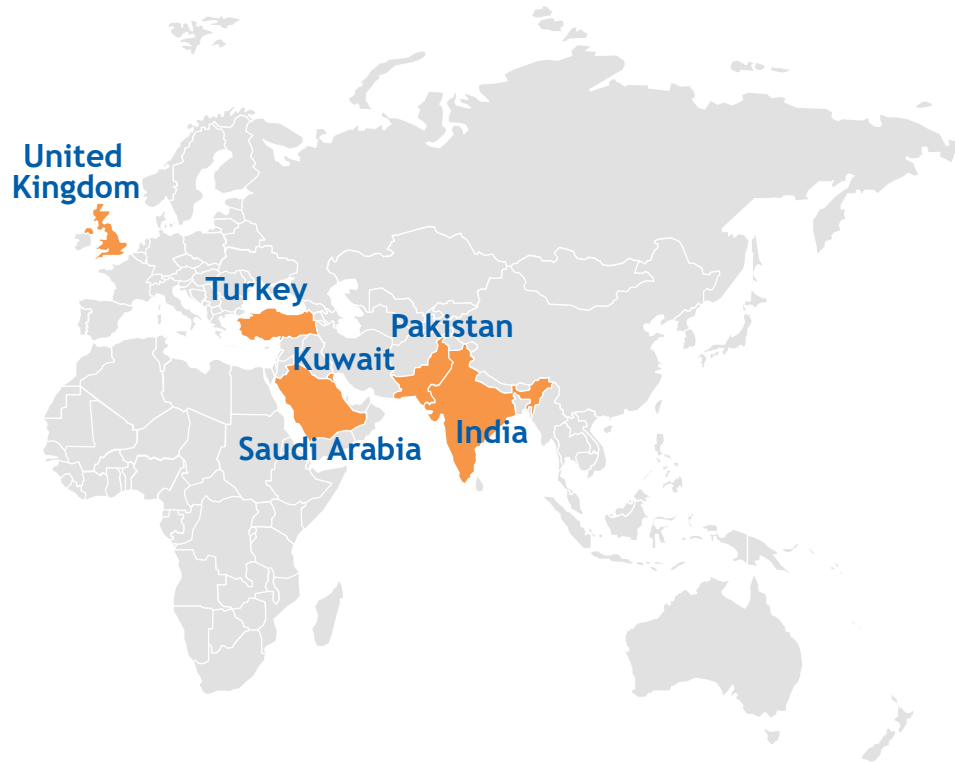 United
Kingdom
Turkey
Pakistan
Kuwait
India
Saudi Arabia